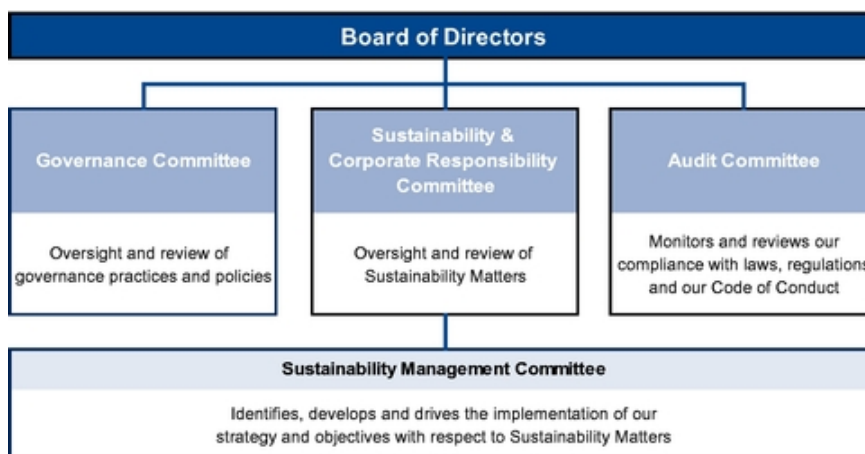 Board of Directors
Governance Committee
Oversight and review of
governance practices and policies
Sustainability &
Corporate Responsibility
Committee
Oversight and review of
Sustainability Matters
Audit Committee
Monitors and reviews our
compliance with laws, regulations
and our Code of Conduct
Sustainability Management Committee
Identifies, develops and drives the implementation of our
strategy and objectives with respect to Sustainability Matters